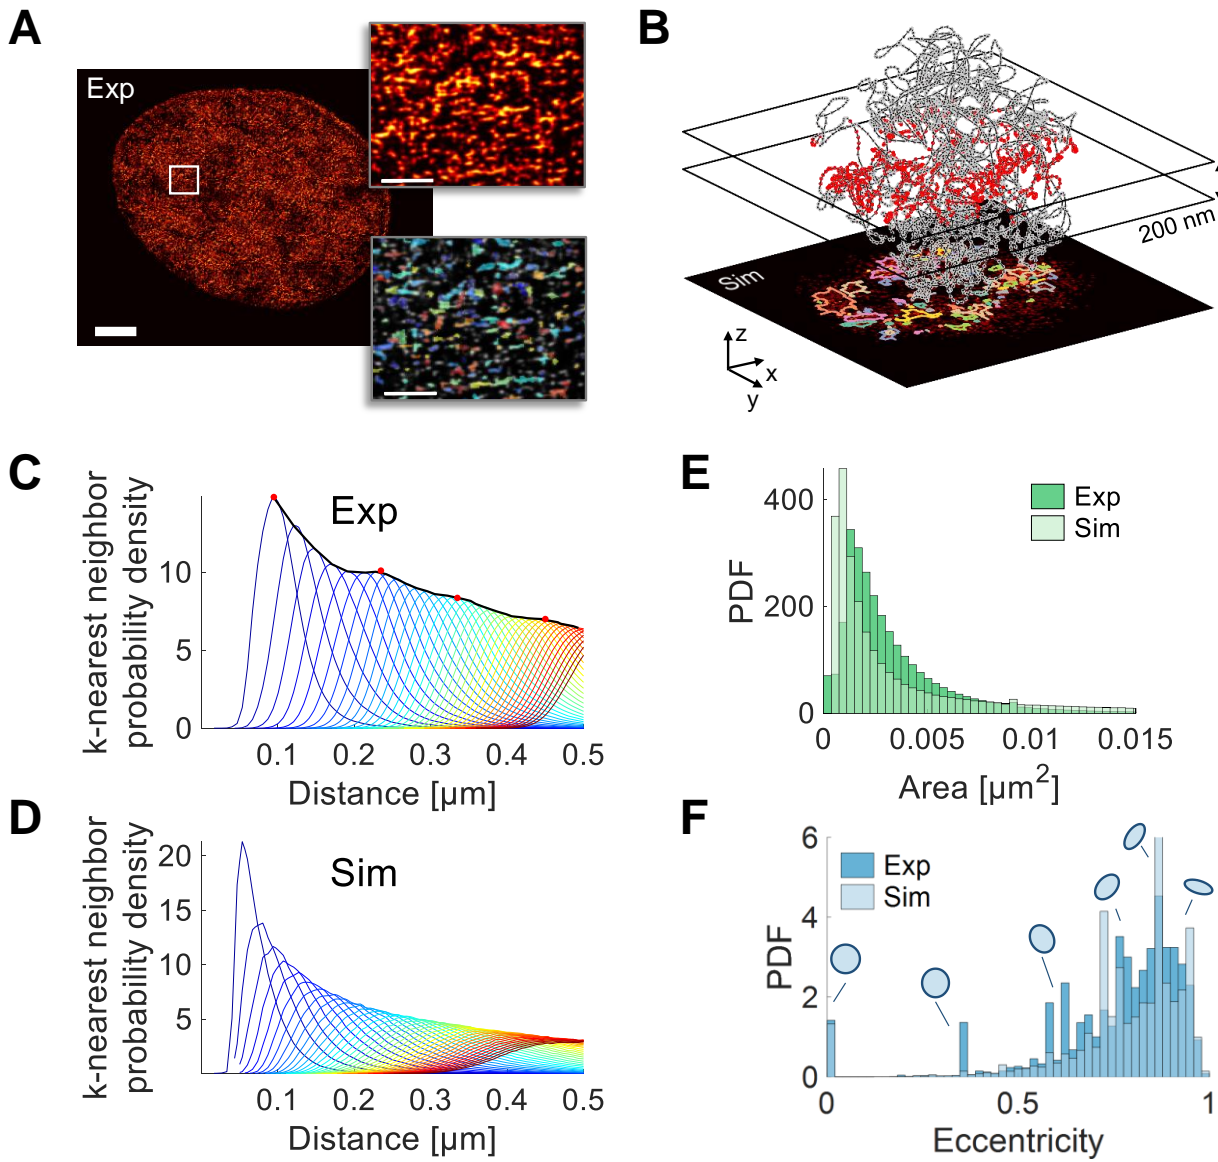 A
Exp
B
200 nm
Sim
z
x
y
C
k-nearest neighbor
probability density
Exp
10
5
0
0.1
0.2
0.3
0.4
0.5
Distance [µm]
D
k-nearest neighbor
probability density
Sim
20
15
10
5
0.1
0.2
0.3
0.4
0.5
Distance [µm]
E
PDF
400
200
0
Exp
Sim
0
0.005
0.01
0.015
Area [µm²]
F
PDF
6
4
2
0
Exp
Sim
0
0.5
1
Eccentricity